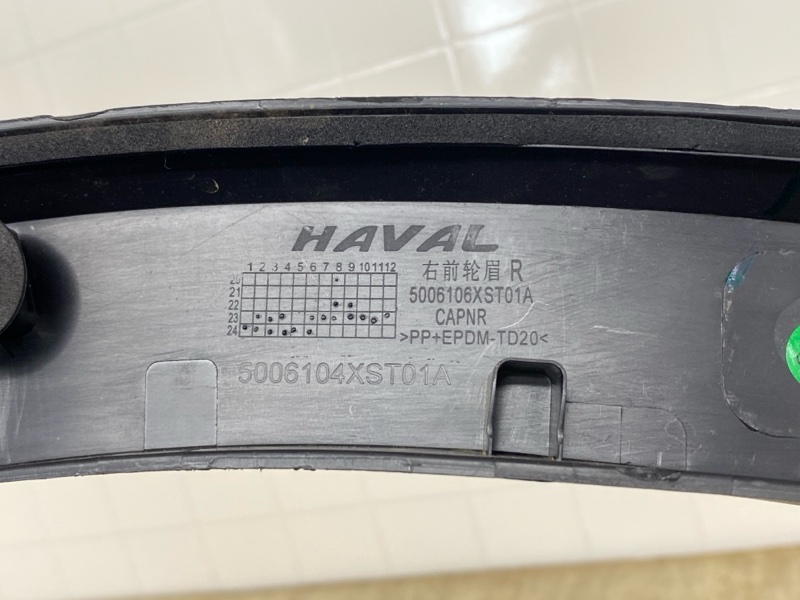 HAVAL
1 2 3 4 5 6 7 8 9 10 11 12
20
21
22
23
24
右前轮眉 R
5006106XST01A
CAPNR
>PP+EPDM-TD20<
5006104XST01A